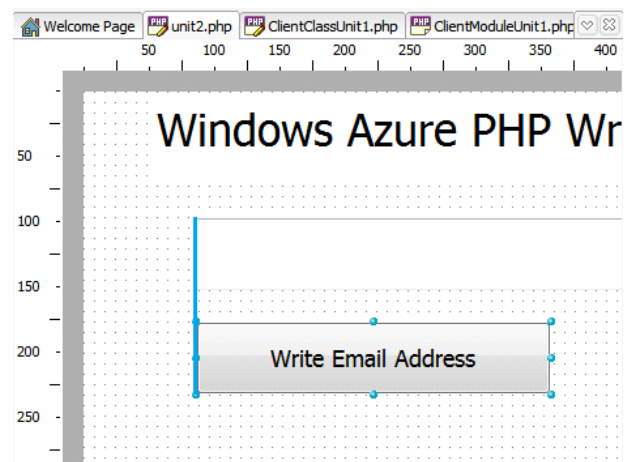 Welcome Page unit2.php ClientClassUnit1.php ClientModuleUnit1.php
50 100 150 200 250 300 350 400
Windows Azure PHP Wr
50
100
150
Write Email Address
200
250